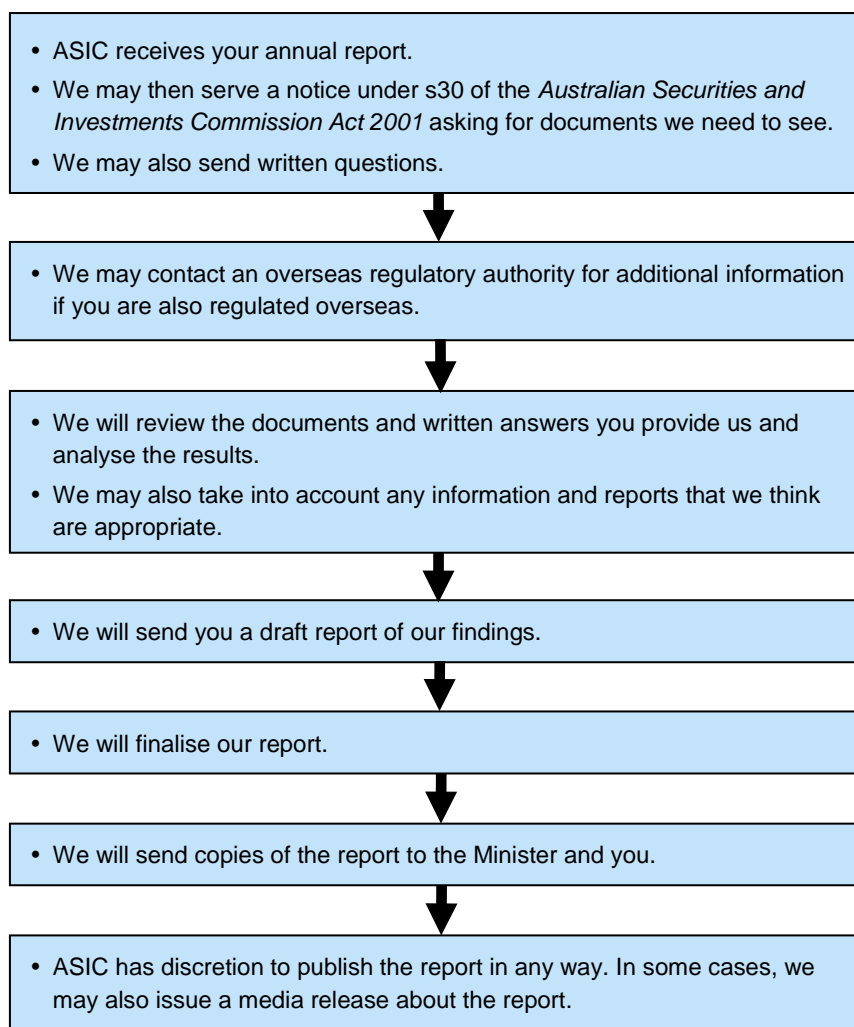 • ASIC receives your annual report.
• We may then serve a notice under s30 of the Australian Securities and
Investments Commission Act 2001 asking for documents we need to see.
• We may also send written questions.
• We may contact an overseas regulatory authority for additional information
if you are also regulated overseas.
• We will review the documents and written answers you provide us and
analyse the results.
• We may also take into account any information and reports that we think
are appropriate.
• We will send you a draft report of our findings.
• We will finalise our report.
• We will send copies of the report to the Minister and you.
• ASIC has discretion to publish the report in any way. In some cases, we
may also issue a media release about the report.